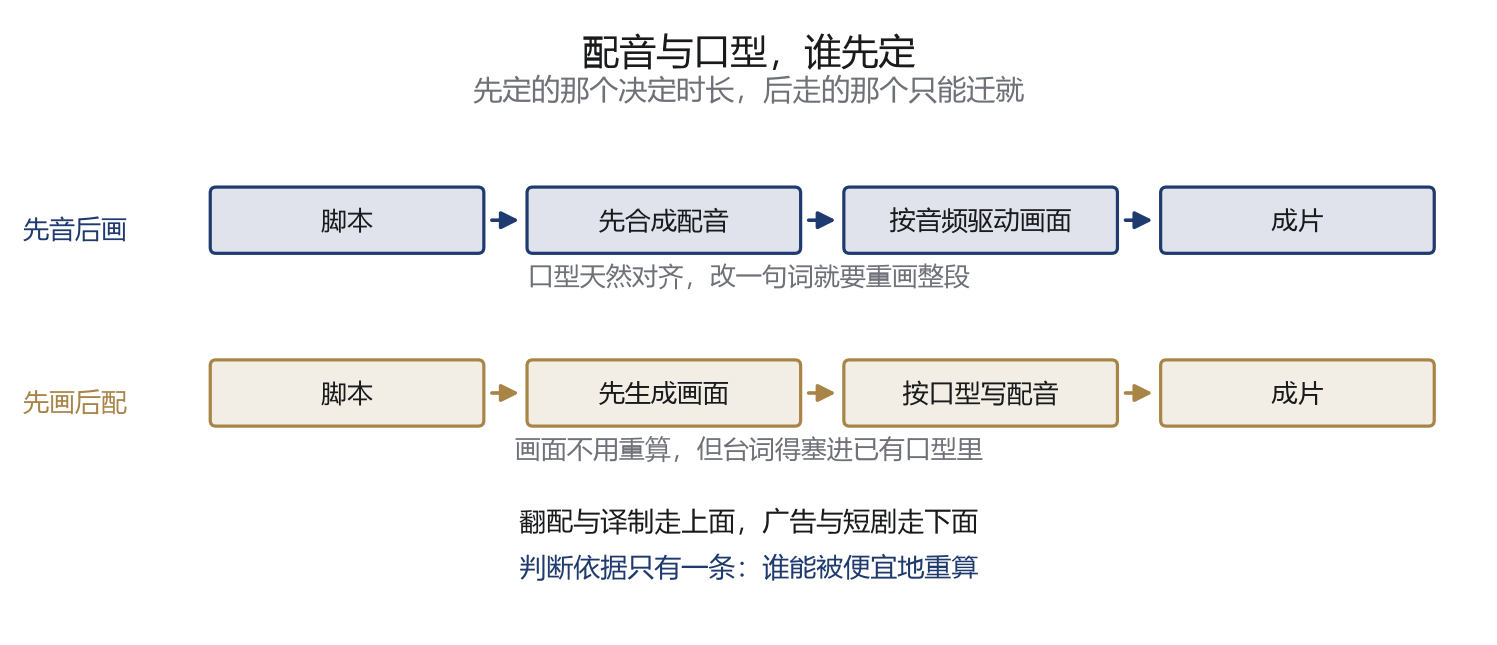 配音与口型，谁先定
先定的那个决定时长，后走的那个只能迁就
先音后画
脚本
先合成配音
按音频驱动画面
成片
口型天然对齐，改一句词就要重画整段
先画后配
脚本
先生成画面
按口型写配音
成片
画面不用重算，但台词得塞进已有口型里
翻配与译制走上面，广告与短剧走下面
判断依据只有一条：谁能被便宜地重算